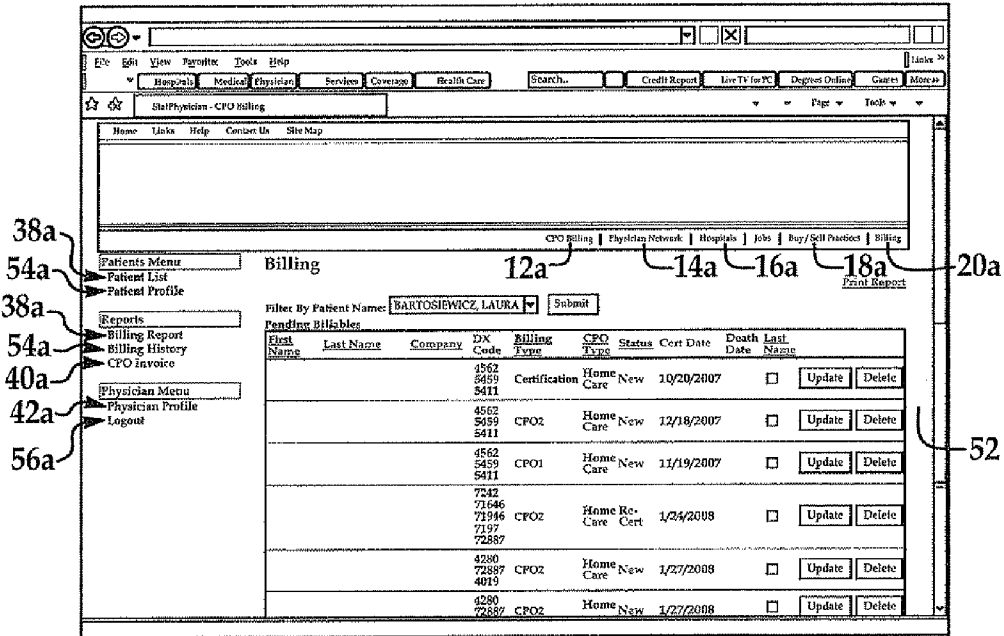 File Edit View Favorites Tools Help
Links »
Hospitals Medical Physician Services Coverage Health Care Search.. Credit Report Live TV for PC Degrees Online Games More »
StatPhysician - CPO Billing
Page Tools
Home Links Help Contact Us Site Map
CPO Billing | Physician Network | Hospitals | Jobs | Buy/Sell Practices | Billing
12a 14a 16a 18a 20a
38a
54a
38a
54a
40a
42a
56a
Patients Menu
Patient List
Patient Profile
Reports
Billing Report
Billing History
CPO Invoice
Physician Menu
Physician Profile
Logout
Billing
Print Report
Filter By Patient Name: BARTOSIEWICZ, LAURA Submit
Pending Billables
First Name Last Name Company DX Code Billing Type CPO Type Status Cert Date Death Date Last Name
4562
5459 Certification Home Care New 10/20/2007 Update Delete
5411
4562
5459 CPO2 Home Care New 12/18/2007 Update Delete
5411
4562
5459 CPO1 Home Care New 11/19/2007 Update Delete
5411
7242
71646
71946 CPO2 Home Care Re-Cert 1/24/2008 Update Delete
7197
72887
4280
72887 CPO2 Home Care New 1/27/2008 Update Delete
4019
4280
72887 CPO2 Home New 1/27/2008 Update Delete
52